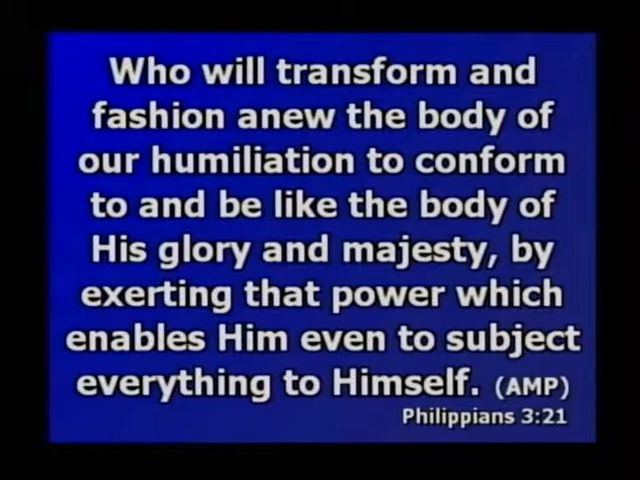 Who will transform and
fashion anew the body of
our humiliation to conform
to and be like the body of
His glory and majesty, by
exerting that power which
enables Him even to subject
everything to Himself. (AMP)
Philippians 3:21